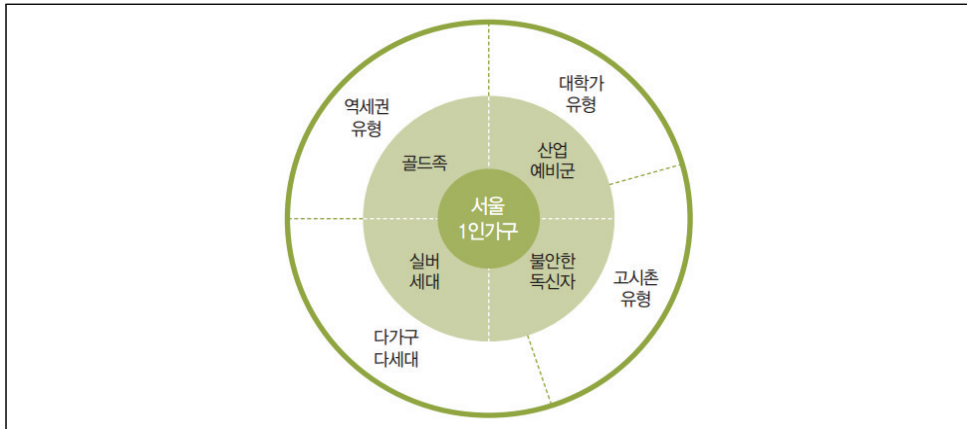 대학가
유형
역세권
유형
산업
예비군
골드족
서울
1인가구
실버
세대
불안한
독신자
고시촌
유형
다가구
다세대